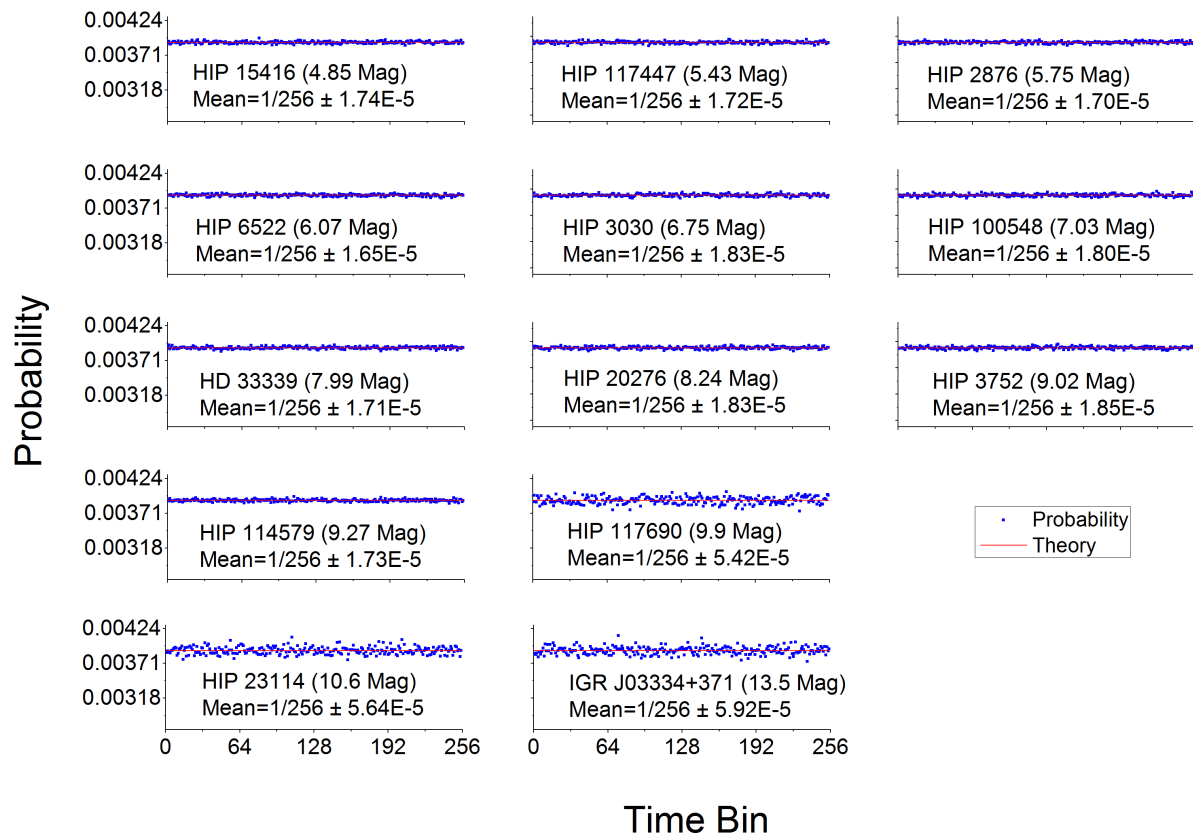 Probability
0.00424
0.00371
0.00318
HIP 15416 (4.85 Mag)
Mean=1/256 ± 1.74E-5
HIP 117447 (5.43 Mag)
Mean=1/256 ± 1.72E-5
HIP 2876 (5.75 Mag)
Mean=1/256 ± 1.70E-5
0.00424
0.00371
0.00318
HIP 6522 (6.07 Mag)
Mean=1/256 ± 1.65E-5
HIP 3030 (6.75 Mag)
Mean=1/256 ± 1.83E-5
HIP 100548 (7.03 Mag)
Mean=1/256 ± 1.80E-5
0.00424
0.00371
0.00318
HD 33339 (7.99 Mag)
Mean=1/256 ± 1.71E-5
HIP 20276 (8.24 Mag)
Mean=1/256 ± 1.83E-5
HIP 3752 (9.02 Mag)
Mean=1/256 ± 1.85E-5
0.00424
0.00371
0.00318
HIP 114579 (9.27 Mag)
Mean=1/256 ± 1.73E-5
HIP 117690 (9.9 Mag)
Mean=1/256 ± 5.42E-5
Probability
Theory
0.00424
0.00371
0.00318
HIP 23114 (10.6 Mag)
Mean=1/256 ± 5.64E-5
IGR J03334+371 (13.5 Mag)
Mean=1/256 ± 5.92E-5
0 64 128 192 256
0 64 128 192 256
Time Bin